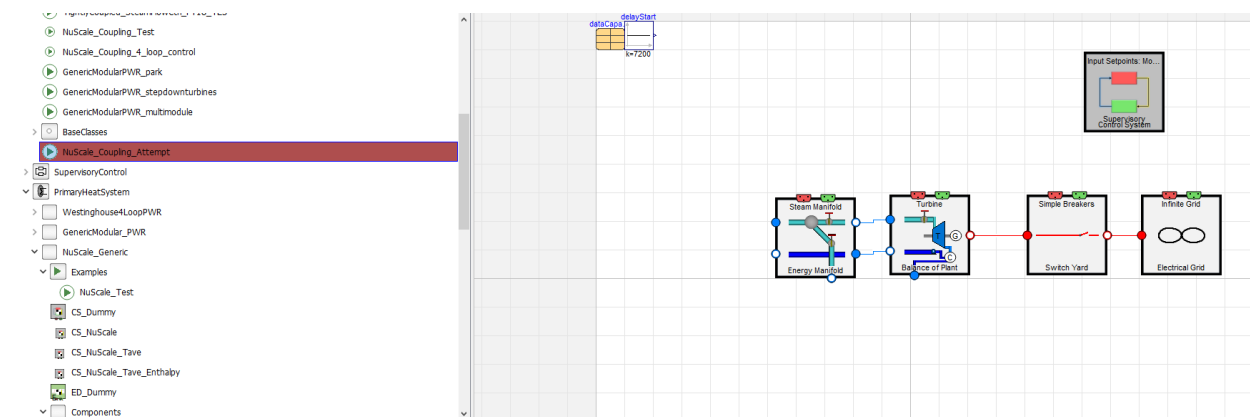 NuScale_Coupling_Test
NuScale_Coupling_4_loop_control
GenericModularPWR_park
GenericModularPWR_stepdownturbines
GenericModularPWR_multimodule
BaseClasses
NuScale_Coupling_Attempt
SupervisoryControl
PrimaryHeatSystem
Westinghouse4LoopPWR
GenericModular_PWR
NuScale_Generic
Examples
NuScale_Test
CS_Dummy
CS_NuScale
CS_NuScale_Tave
CS_NuScale_Tave_Enthalpy
ED_Dummy
Components
delayStart
dataCapa
k=7200
Input Setpoints: Mo...
Supervisory
Control System
Steam Manifold
Energy Manifold
Turbine
T
G
C
Balance of Plant
Simple Breakers
Switch Yard
Infinite Grid
Electrical Grid